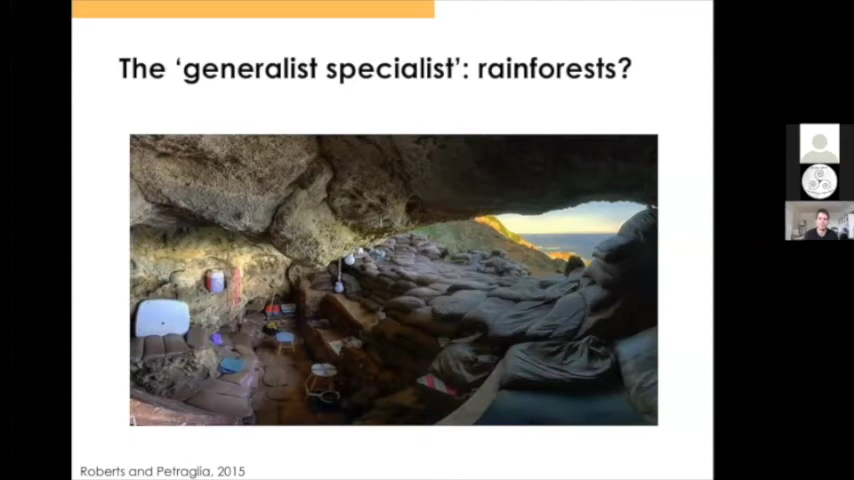 The ‘generalist specialist’: rainforests?
Roberts and Petraglia, 2015